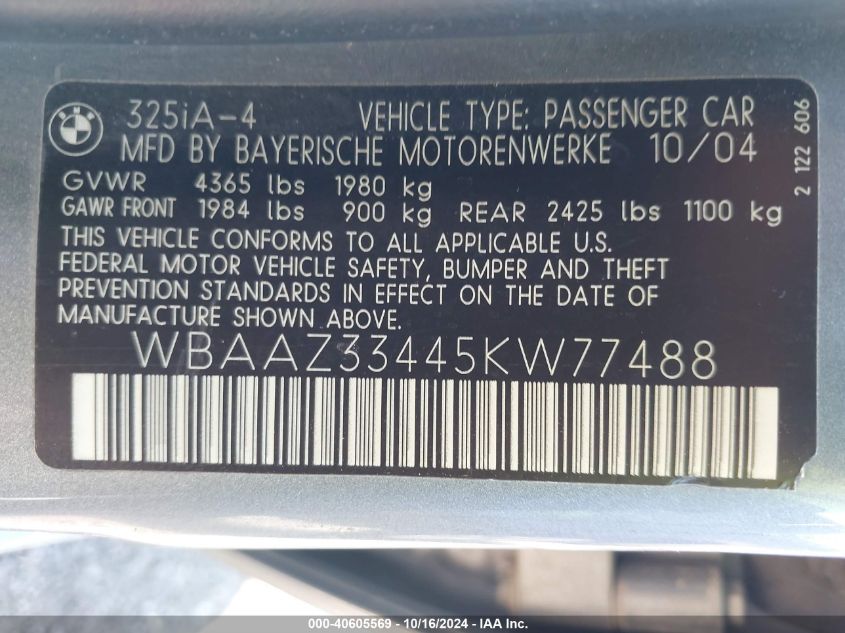 325iA-4 VEHICLE TYPE: PASSENGER CAR
MFD BY BAYERISCHE MOTORENWERKE 10/04
GVWR 4365 lbs 1980 kg
GAWR FRONT 1984 lbs 900 kg REAR 2425 lbs 1100 kg
THIS VEHICLE CONFORMS TO ALL APPLICABLE U.S.
FEDERAL MOTOR VEHICLE SAFETY, BUMPER AND THEFT
PREVENTION STANDARDS IN EFFECT ON THE DATE OF
MANUFACTURE SHOWN ABOVE.
WBAAZ33445KW77488
2 122 606
000-40605569 - 10/16/2024 - IAA Inc.